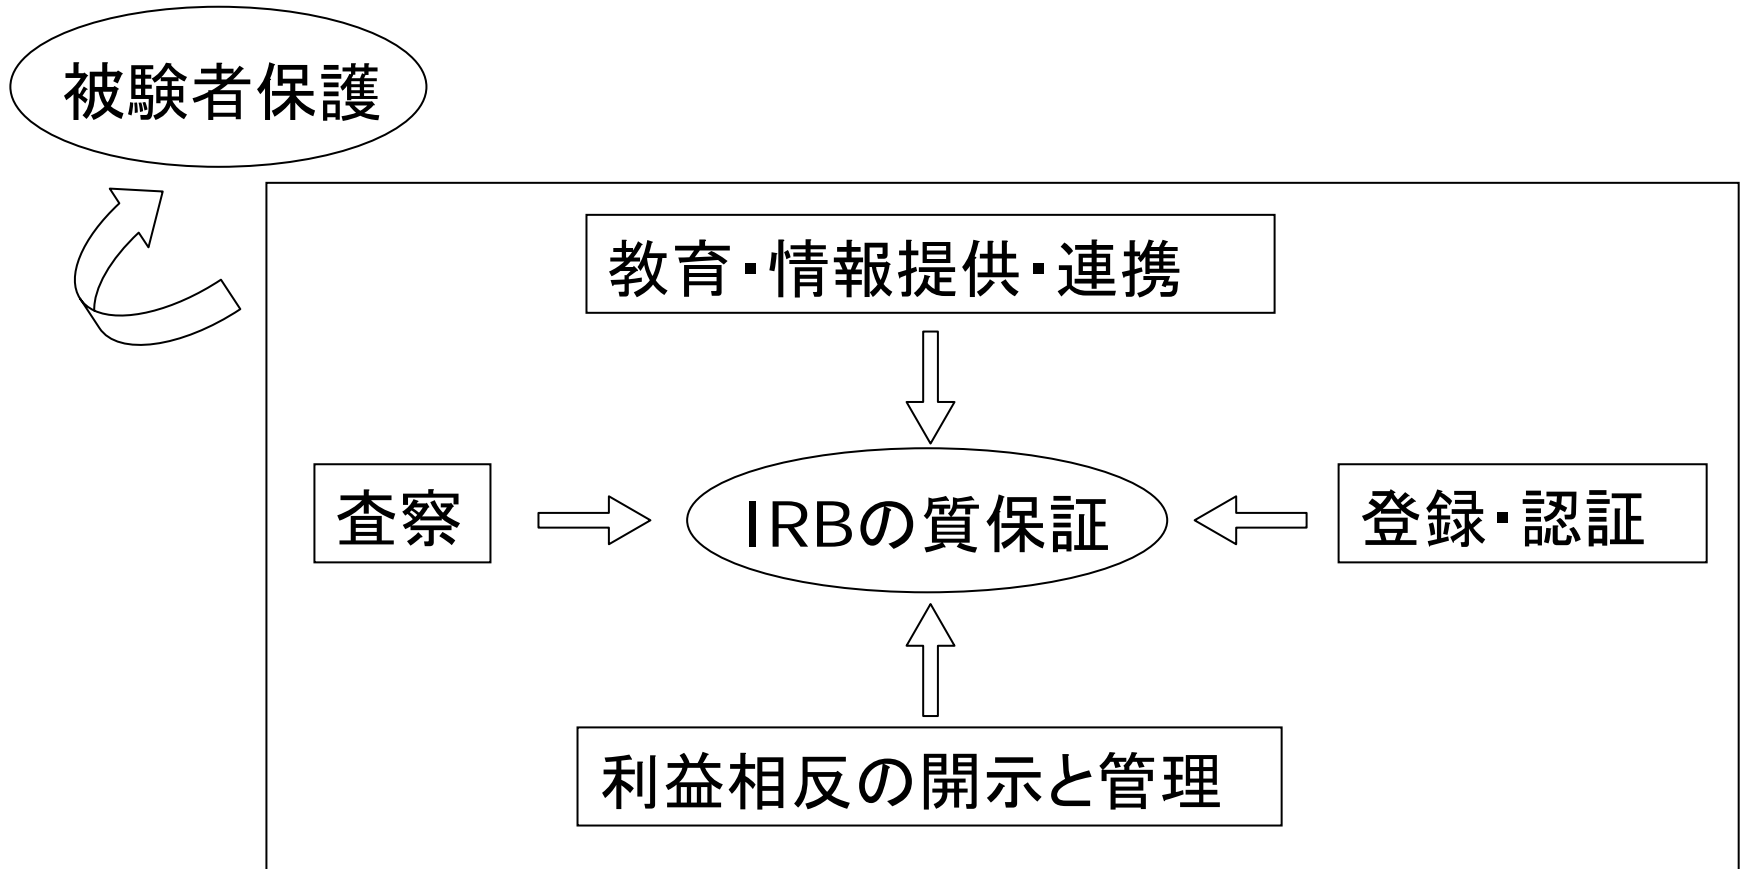 被験者保護
教育・情報提供・連携
査察
IRBの質保証
登録・認証
利益相反の開示と管理